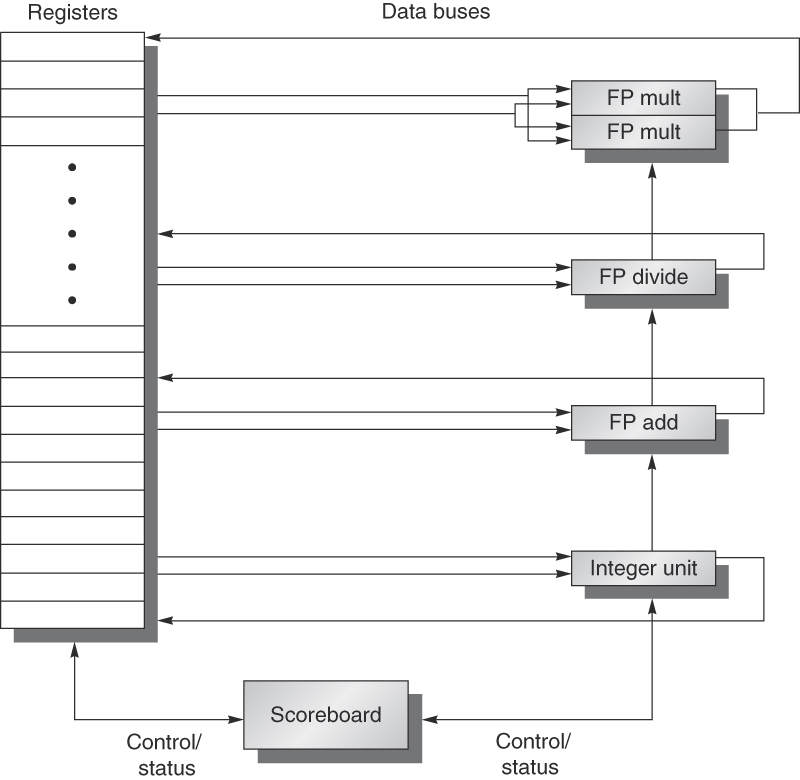 Registers
Data buses
FP mult
FP mult
FP divide
FP add
Integer unit
Scoreboard
Control/
status
Control/
status